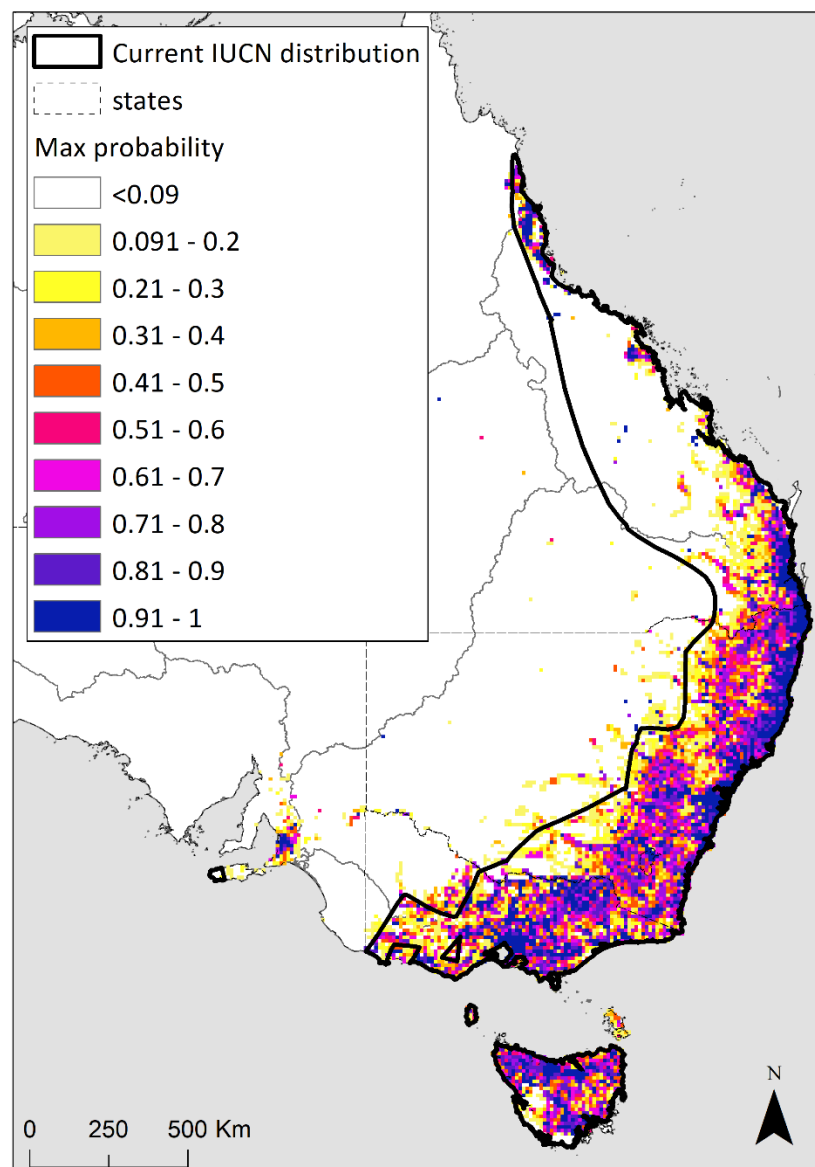 Current IUCN distribution
states
Max probability
<0.09
0.091 - 0.2
0.21 - 0.3
0.31 - 0.4
0.41 - 0.5
0.51 - 0.6
0.61 - 0.7
0.71 - 0.8
0.81 - 0.9
0.91 - 1
N
0 250 500 Km